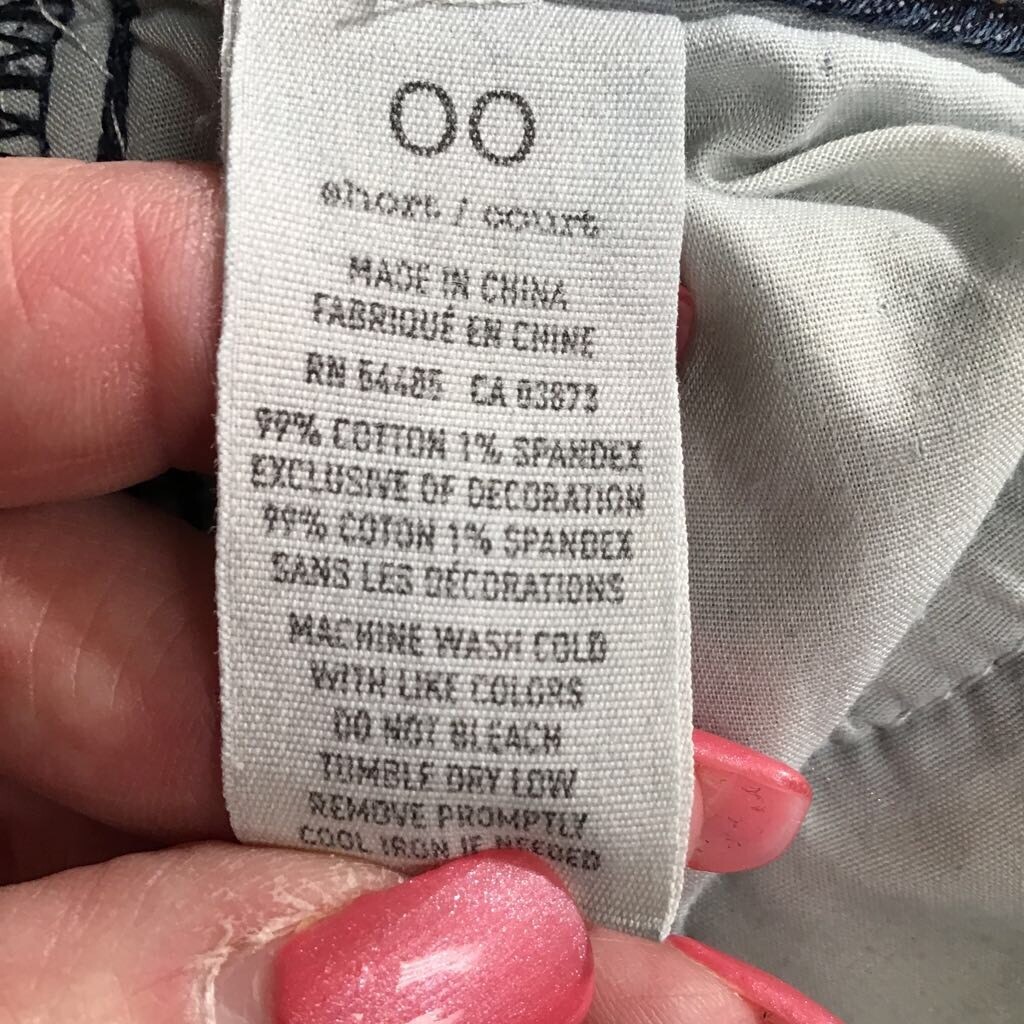 00
short / court
MADE IN CHINA
FABRIQUÉ EN CHINE
RN 54485 CA 03873
99% COTTON 1% SPANDEX
EXCLUSIVE OF DECORATION
99% COTON 1% SPANDEX
SANS LES DÉCORATIONS
MACHINE WASH COLD
WITH LIKE COLORS
DO NOT BLEACH
TUMBLE DRY LOW
REMOVE PROMPTLY
COOL IRON IF NEEDED